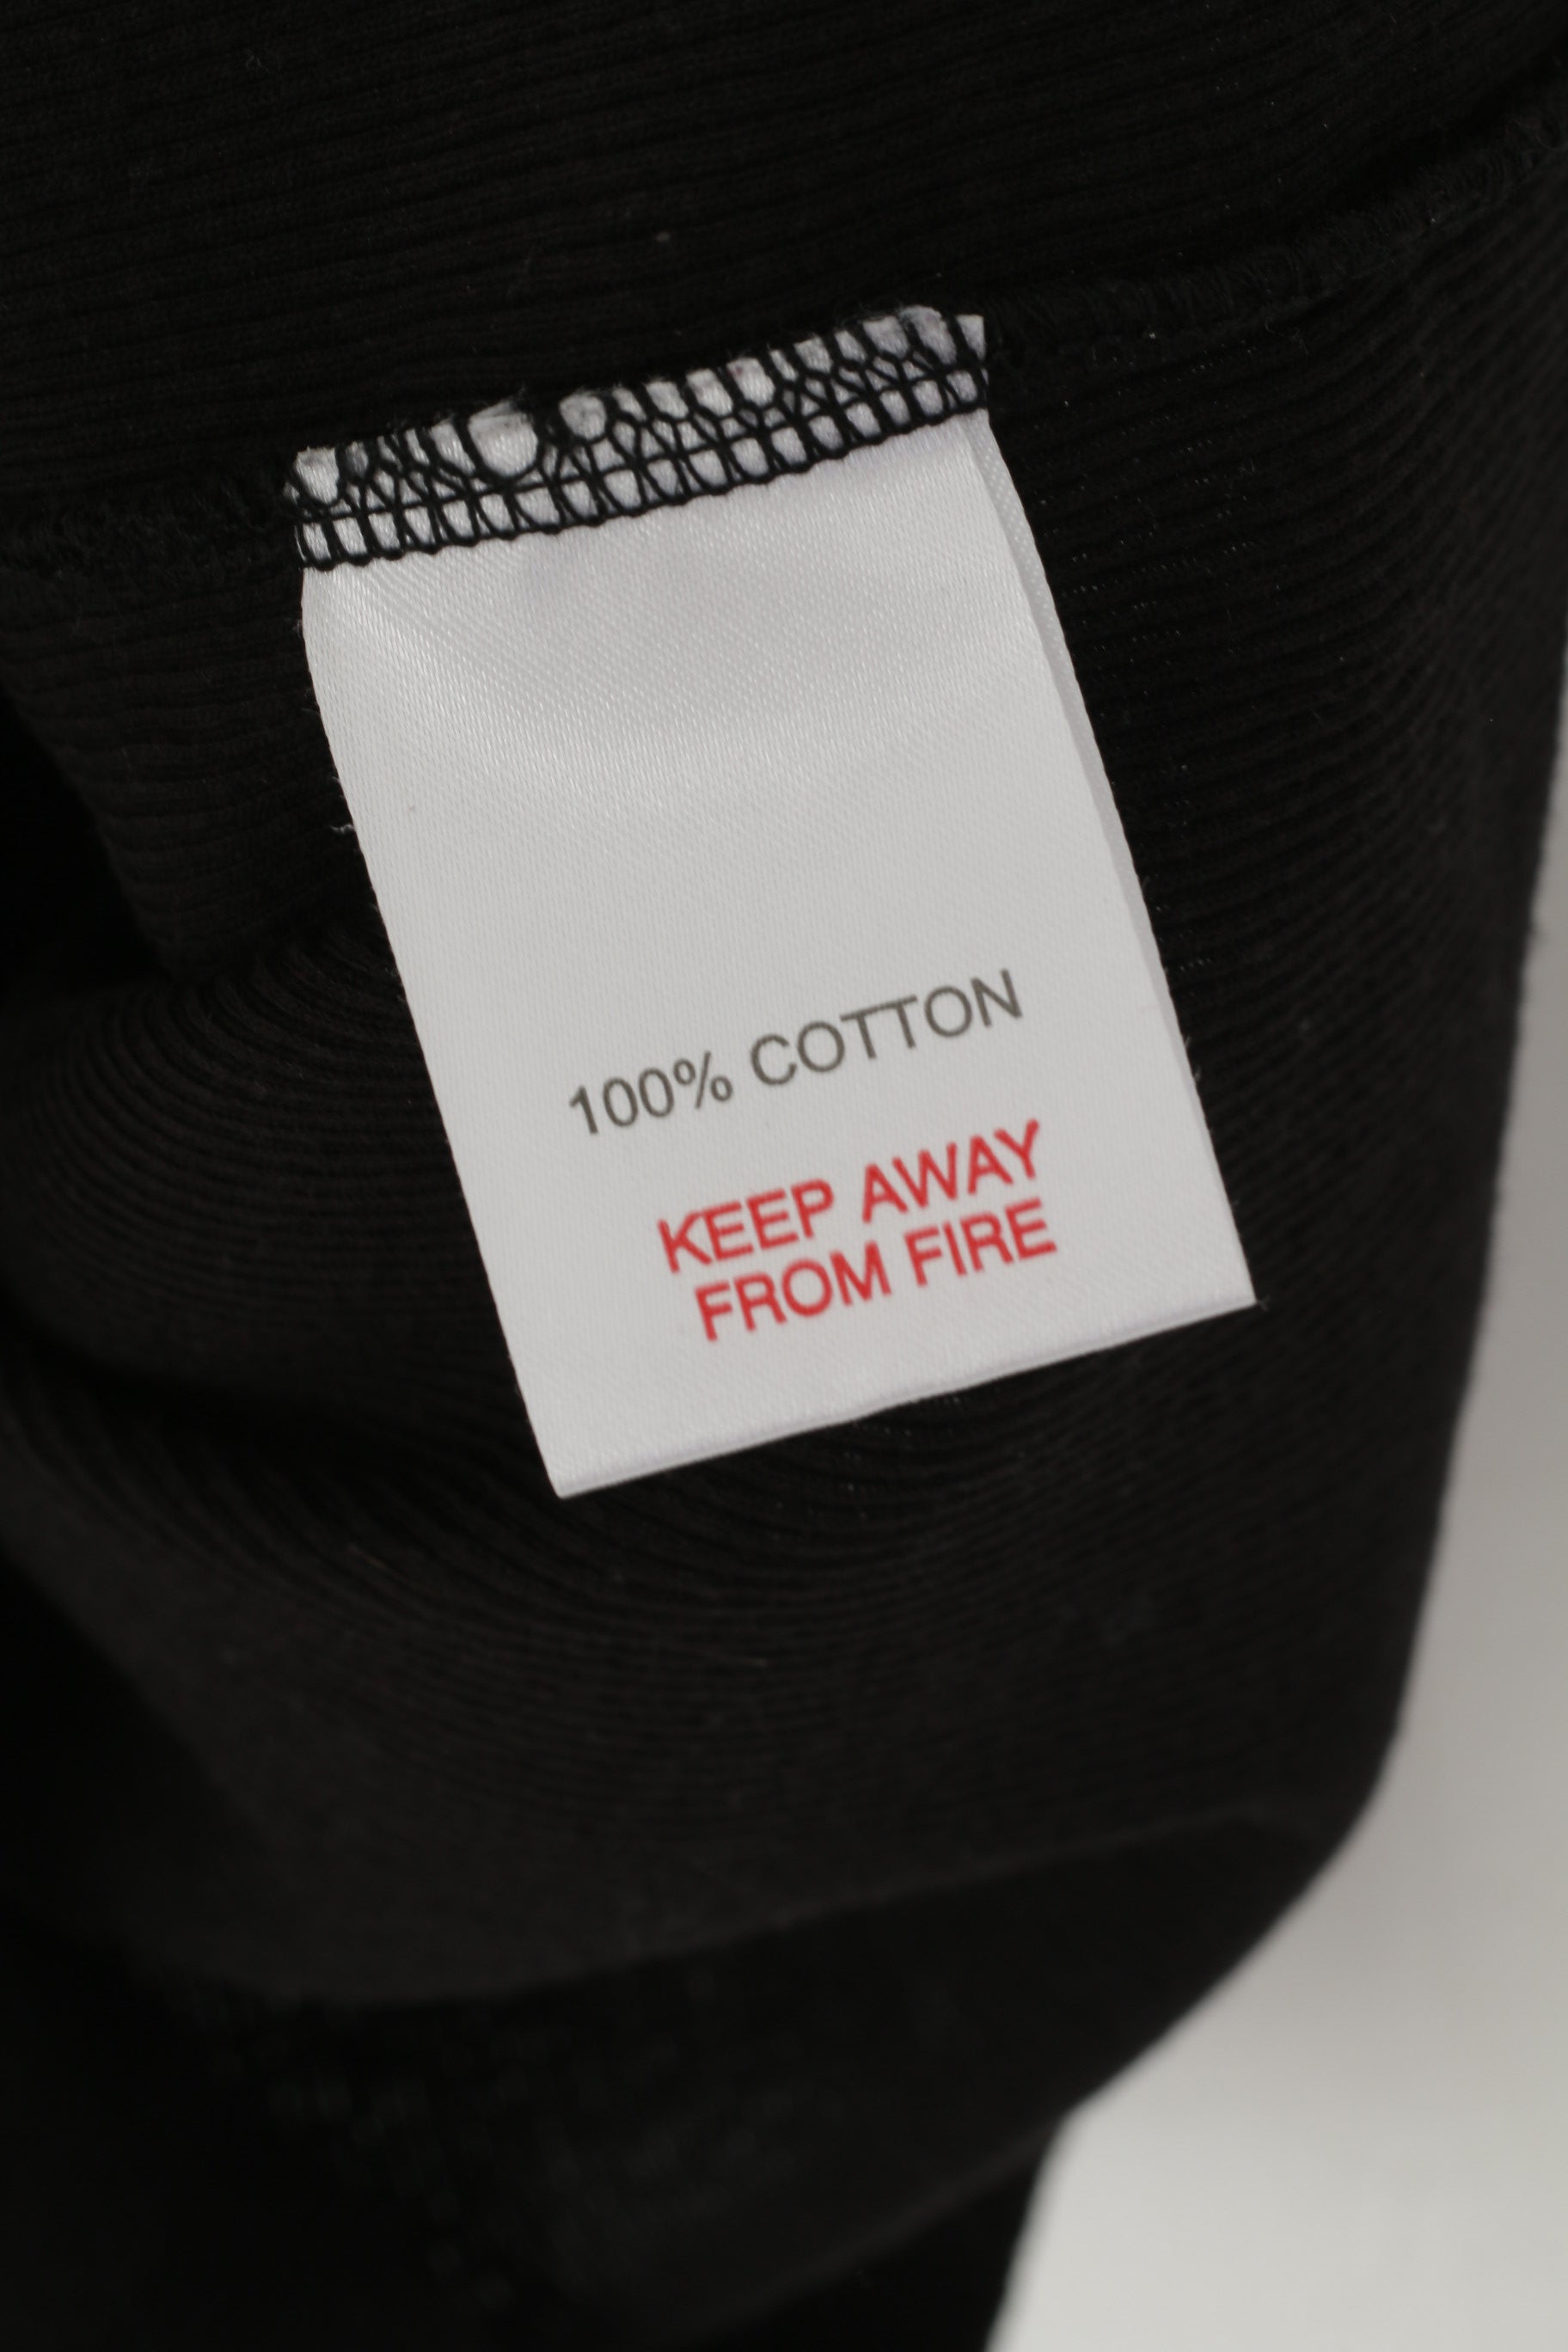 100% COTTON
KEEP AWAY
FROM FIRE